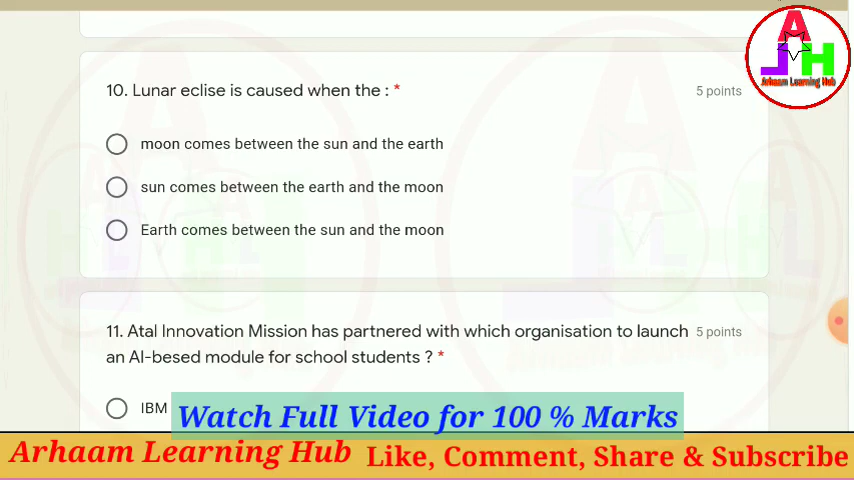 A
J H
Arhaam Learning Hub
10. Lunar eclise is caused when the : *
5 points
moon comes between the sun and the earth
sun comes between the earth and the moon
Earth comes between the sun and the moon
11. Atal Innovation Mission has partnered with which organisation to launch 5 points
an AI-besed module for school students ? *
IBM
Watch Full Video for 100 % Marks
Arhaam Learning Hub Like, Comment, Share & Subscribe